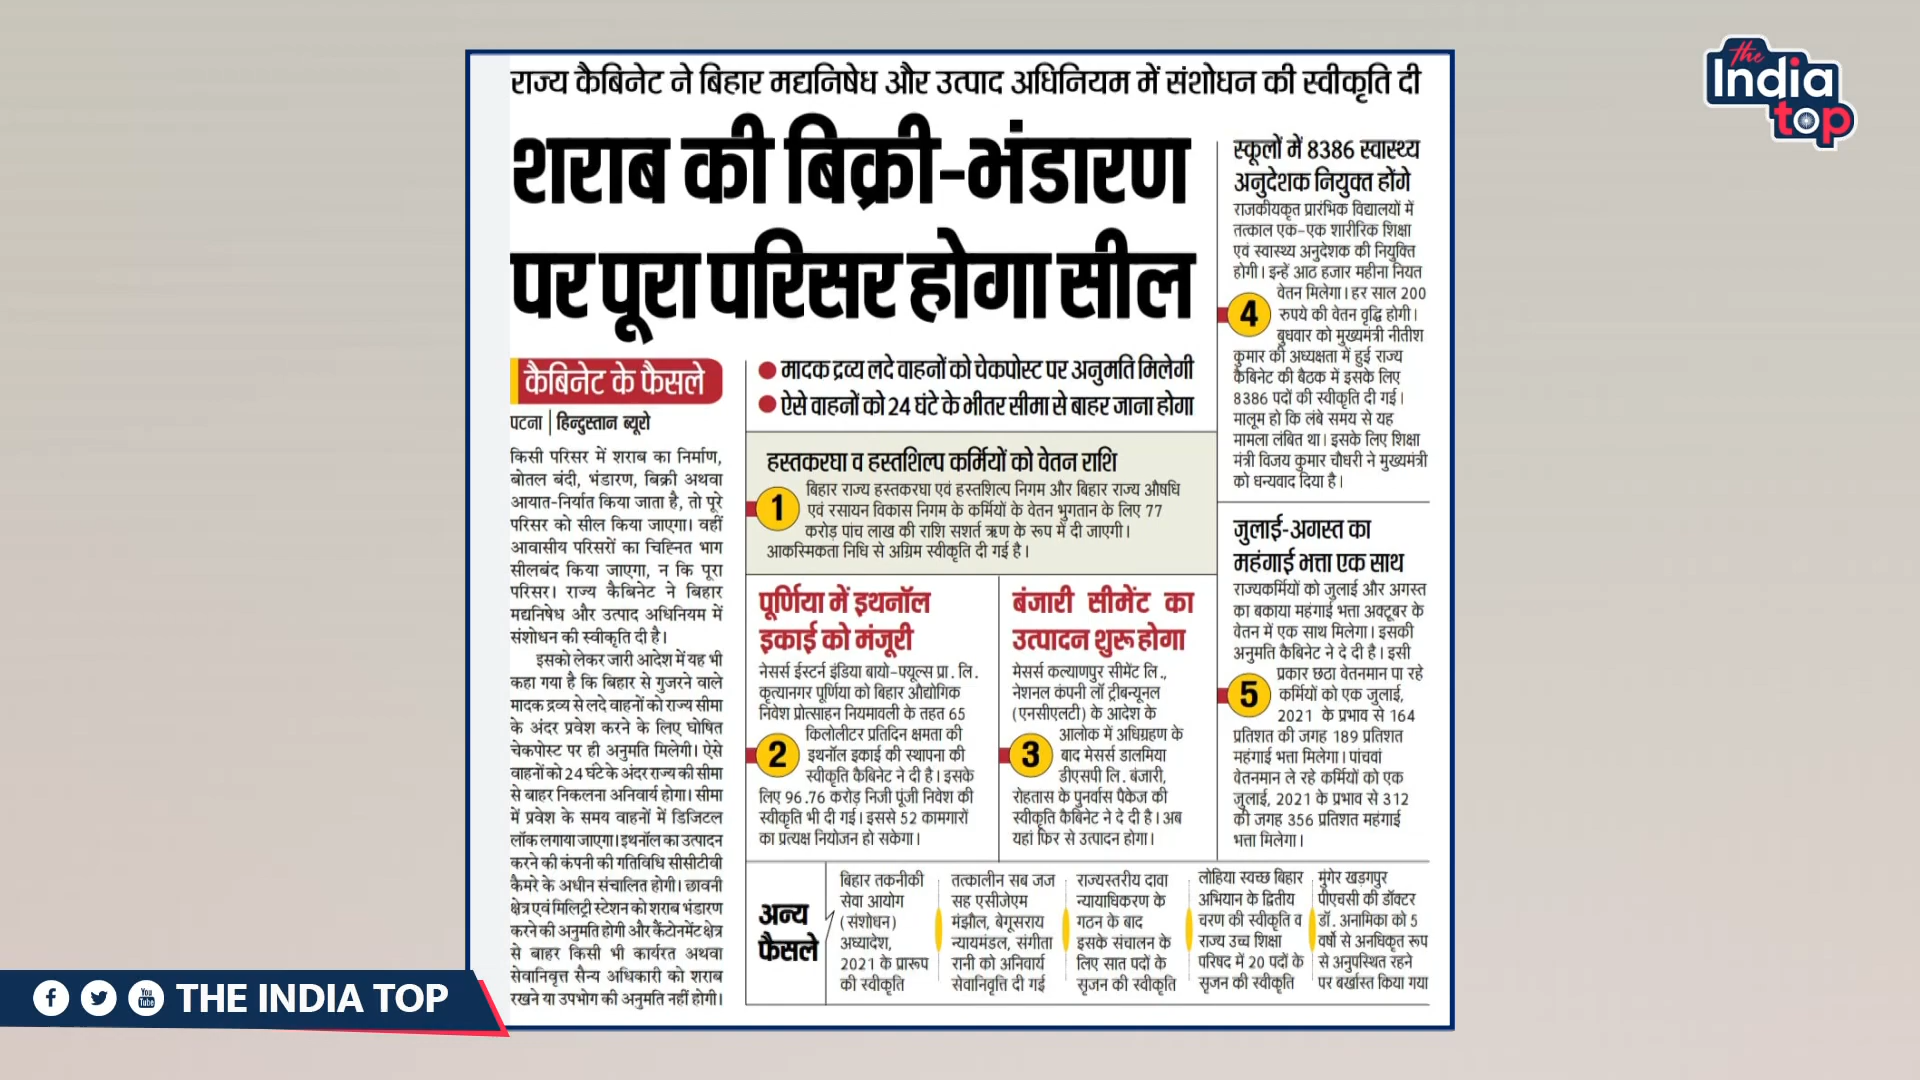 राज्य कैबिनेट ने बिहार मद्यनिषेध और उत्पाद अधिनियम में संशोधन की स्वीकृति दी
शराब की बिक्री-भंडारण
पर पूरा परिसर होगा सील
कैबिनेट के फैसले
पटना | हिन्दुस्तान ब्यूरो
किसी परिसर में शराब का निर्माण,
बोतल बंदी, भंडारण, बिक्री अथवा
आयात-निर्यात किया जाता है, तो पूरे
परिसर को सील किया जाएगा। वहीं
आवासीय परिसरों का चिह्नित भाग
सीलबंद किया जाएगा, न कि पूरा
परिसर। राज्य कैबिनेट ने बिहार
मद्यनिषेध और उत्पाद अधिनियम में
संशोधन की स्वीकृति दी है।
इसको लेकर जारी आदेश में यह भी
कहा गया है कि बिहार से गुजरने वाले
मादक द्रव्य से लदे वाहनों को राज्य सीमा
के अंदर प्रवेश करने के लिए घोषित
चेकपोस्ट पर ही अनुमति मिलेगी। ऐसे
वाहनों को 24 घंटे के अंदर राज्य की सीमा
से बाहर निकलना अनिवार्य होगा। सीमा
में प्रवेश के समय वाहनों में डिजिटल
लॉक लगाया जाएगा। इथनॉल का उत्पादन
करने की कंपनी की गतिविधि सीसीटीवी
कैमरे के अधीन संचालित होगी। छावनी
क्षेत्र एवं मिलिट्री स्टेशन को शराब भंडारण
करने की अनुमति होगी और कैंटोनमेंट क्षेत्र
से बाहर किसी भी कार्यरत अथवा
सेवानिवृत्त सैन्य अधिकारी को शराब
रखने या उपभोग की अनुमति नहीं होगी।
मादक द्रव्य लदे वाहनों को चेकपोस्ट पर अनुमति मिलेगी
ऐसे वाहनों को 24 घंटे के भीतर सीमा से बाहर जाना होगा
हस्तकरघा व हस्तशिल्प कर्मियों को वेतन राशि
1
बिहार राज्य हस्तकरघा एवं हस्तशिल्प निगम और बिहार राज्य औषधि
एवं रसायन विकास निगम के कर्मियों के वेतन भुगतान के लिए 77
करोड़ पांच लाख की राशि सशर्त ऋण के रूप में दी जाएगी।
आकस्मिकता निधि से अग्रिम स्वीकृति दी गई है।
पूर्णिया में इथनॉल
इकाई को मंजूरी
नेसर्स ईस्टर्न इंडिया बायो-फ्यूल्स प्रा. लि.
कृत्यानगर पूर्णिया को बिहार औद्योगिक
निवेश प्रोत्साहन नियमावली के तहत 65
किलोलीटर प्रतिदिन क्षमता की
2
इथनॉल इकाई की स्थापना की
स्वीकृति कैबिनेट ने दी है। इसके
लिए 96.76 करोड़ निजी पूंजी निवेश की
स्वीकृति भी दी गई। इससे 52 कामगारों
का प्रत्यक्ष नियोजन हो सकेगा।
बंजारी सीमेंट का
उत्पादन शुरू होगा
मेसर्स कल्याणपुर सीमेंट लि.,
नेशनल कंपनी लॉ ट्रीबन्यूनल
(एनसीएलटी) के आदेश के
आलोक में अधिग्रहण के
3
बाद मेसर्स डालमिया
डीएसपी लि. बंजारी,
रोहतास के पुनर्वास पैकेज की
स्वीकृति कैबिनेट ने दे दी है। अब
यहां फिर से उत्पादन होगा।
स्कूलों में 8386 स्वास्थ्य
अनुदेशक नियुक्त होंगे
राजकीयकृत प्रारंभिक विद्यालयों में
तत्काल एक-एक शारीरिक शिक्षा
एवं स्वास्थ्य अनुदेशक की नियुक्ति
होगी। इन्हें आठ हजार महीना नियत
वेतन मिलेगा। हर साल 200
4
रुपये की वेतन वृद्धि होगी।
बुधवार को मुख्यमंत्री नीतीश
कुमार की अध्यक्षता में हुई राज्य
कैबिनेट की बैठक में इसके लिए
8386 पदों की स्वीकृति दी गई।
मालूम हो कि लंबे समय से यह
मामला लंबित था। इसके लिए शिक्षा
मंत्री विजय कुमार चौधरी ने मुख्यमंत्री
को धन्यवाद दिया है।
जुलाई-अगस्त का
महंगाई भत्ता एक साथ
राज्यकर्मियों को जुलाई और अगस्त
का बकाया महंगाई भत्ता अक्टूबर के
वेतन में एक साथ मिलेगा। इसकी
अनुमति कैबिनेट ने दे दी है। इसी
प्रकार छठा वेतनमान पा रहे
5
कर्मियों को एक जुलाई,
2021 के प्रभाव से 164
प्रतिशत की जगह 189 प्रतिशत
महंगाई भत्ता मिलेगा। पांचवां
वेतनमान ले रहे कर्मियों को एक
जुलाई, 2021 के प्रभाव से 312
की जगह 356 प्रतिशत महंगाई
भत्ता मिलेगा।
अन्य
फैसले
बिहार तकनीकी
सेवा आयोग
(संशोधन)
अध्यादेश,
2021 के प्रारूप
की स्वीकृति
तत्कालीन सब जज
सह एसीजेएम
मंझौल, बेगूसराय
न्यायमंडल, संगीता
रानी को अनिवार्य
सेवानिवृत्ति दी गई
राज्यस्तरीय दावा
न्यायाधिकरण के
गठन के बाद
इसके संचालन के
लिए सात पदों के
सृजन की स्वीकृति
लोहिया स्वच्छ बिहार
अभियान के द्वितीय
चरण की स्वीकृति व
राज्य उच्च शिक्षा
परिषद में 20 पदों के
सृजन की स्वीकृति
मुंगेर खड़गपुर
पीएचसी की डॉक्टर
डॉ. अनामिका को 5
वर्षो से अनधिकृत रूप
से अनुपस्थित रहने
पर बर्खास्त किया गया
the
India
top
You
Tube
THE INDIA TOP